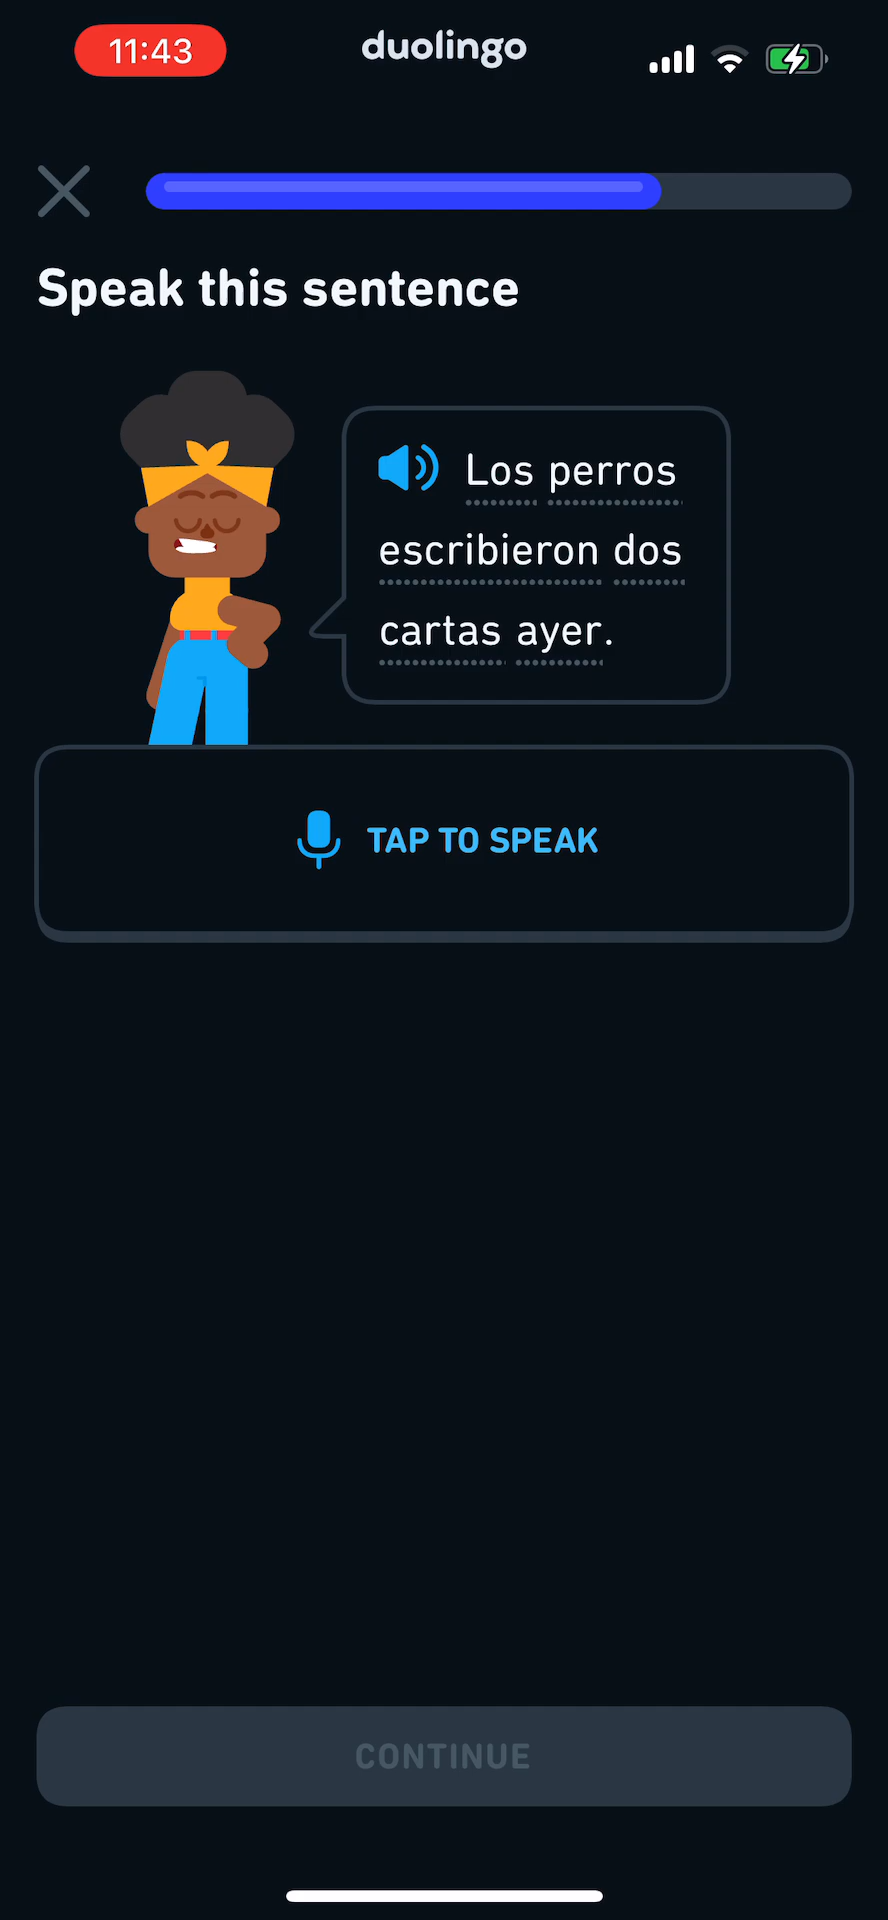 11:43
duolingo
Speak this sentence
Los perros
escribieron dos
cartas ayer.
TAP TO SPEAK
CONTINUE